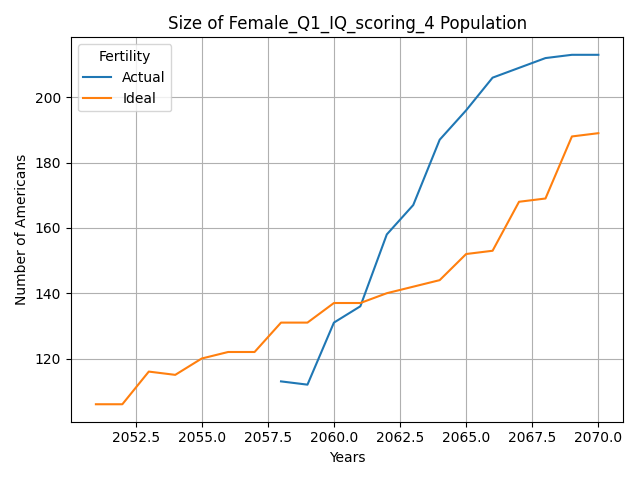 Size of Female_Q1_IQ_scoring_4 Population
Fertility
Actual
Ideal
Number of Americans
200
180
160
140
120
2052.5 2055.0 2057.5 2060.0 2062.5 2065.0 2067.5 2070.0
Years